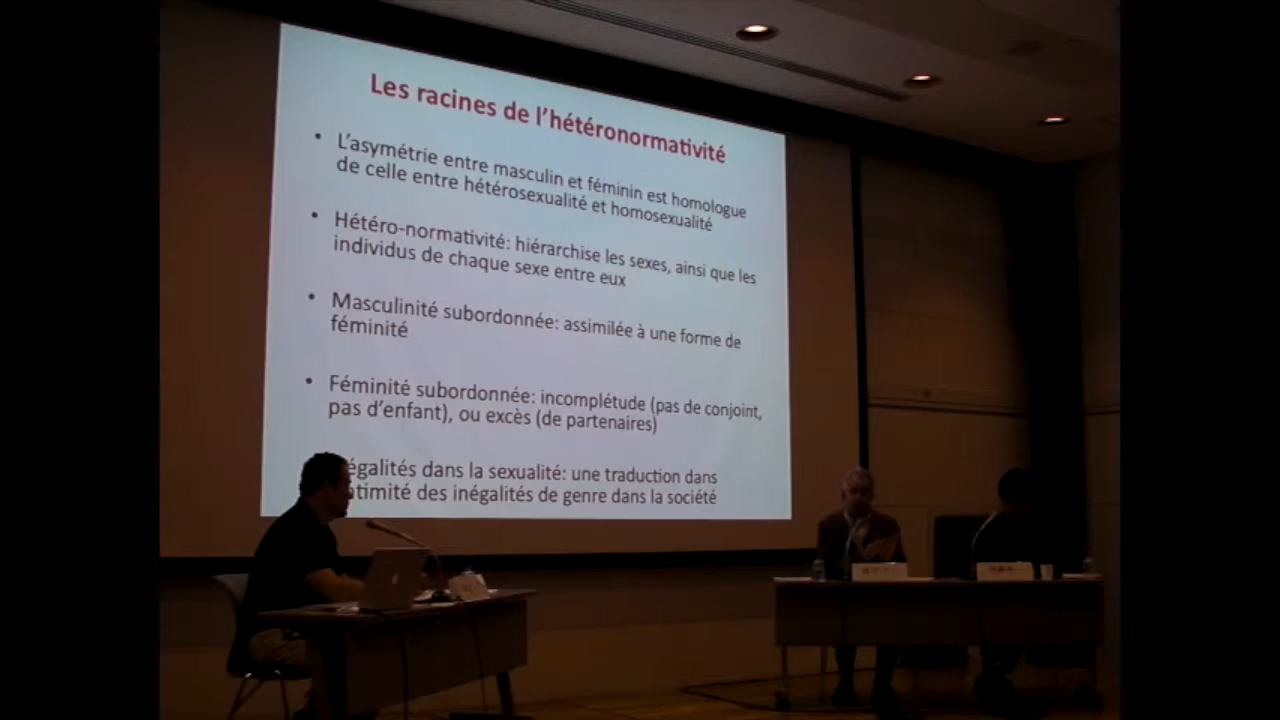 Les racines de l'hétéronormativité
• L'asymétrie entre masculin et féminin est homologue
de celle entre hétérosexualité et homosexualité
• Hétéro-normativité: hiérarchise les sexes, ainsi que les
individus de chaque sexe entre eux
• Masculinité subordonnée: assimilée à une forme de
féminité
• Féminité subordonnée: incomplétude (pas de conjoint,
pas d'enfant), ou excès (de partenaires)
égalités dans la sexualité: une traduction dans
timité des inégalités de genre dans la société